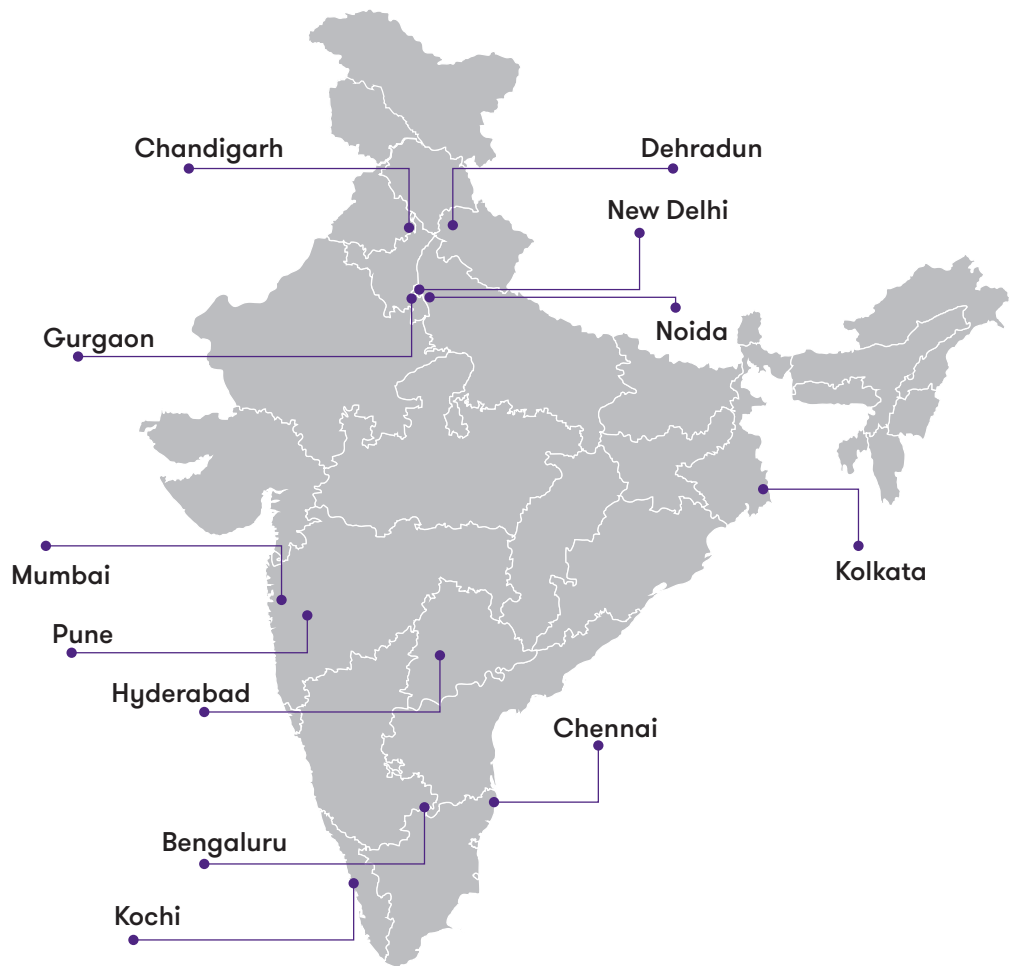 Chandigarh
Dehradun
New Delhi
Noida
Gurgaon
Mumbai
Kolkata
Pune
Hyderabad
Chennai
Bengaluru
Kochi